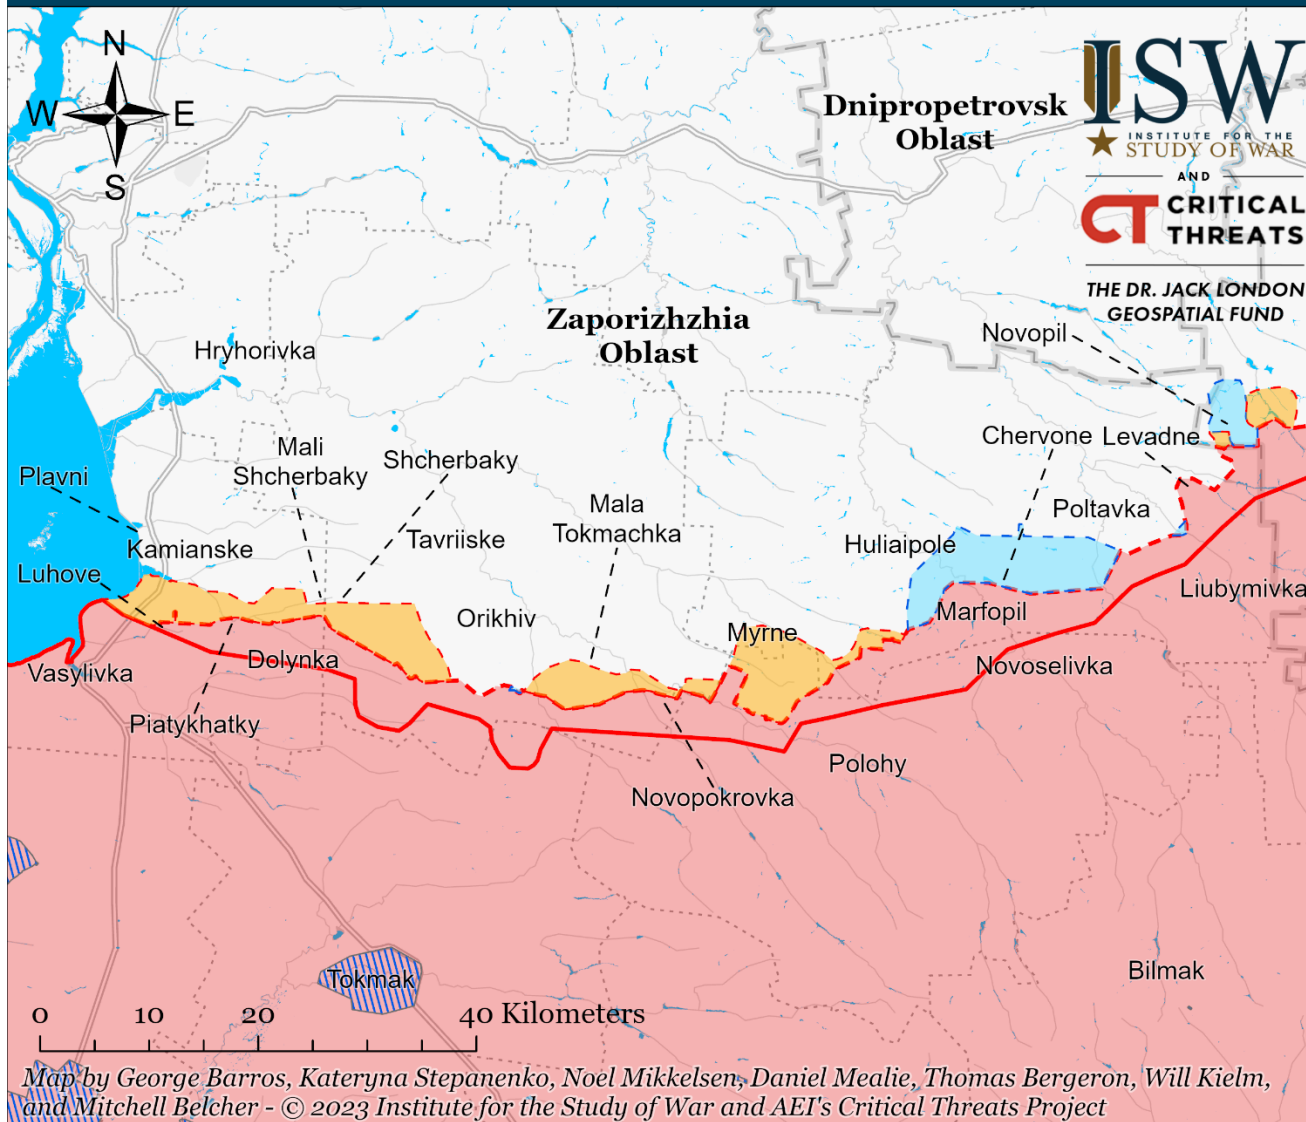 N
W
E
S
Dnipropetrovsk
Oblast
ISW
INSTITUTE FOR THE
STUDY OF WAR
AND
CT CRITICAL
THREATS
THE DR. JACK LONDON
GEOSPATIAL FUND
Zaporizhzhia
Oblast
Novopil
Hryhorivka
Chervone
Levadne
Mali
Shcherbaky
Shcherbaky
Plavni
Mala
Tokmachka
Poltavka
Tavriiske
Huliaipole
Kamianske
Luhove
Liubymivka
Orikhiv
Marfopil
Myrne
Dolynka
Novoselivka
Vasylivka
Piatykhatky
Polohy
Novopokrovka
Tokmak
Bilmak
0 10 20 40 Kilometers
Map by George Barros, Kateryna Stepanenko, Noel Mikkelsen, Daniel Mealie, Thomas Bergeron, Will Kielm,
and Mitchell Belcher - © 2023 Institute for the Study of War and AEI's Critical Threats Project